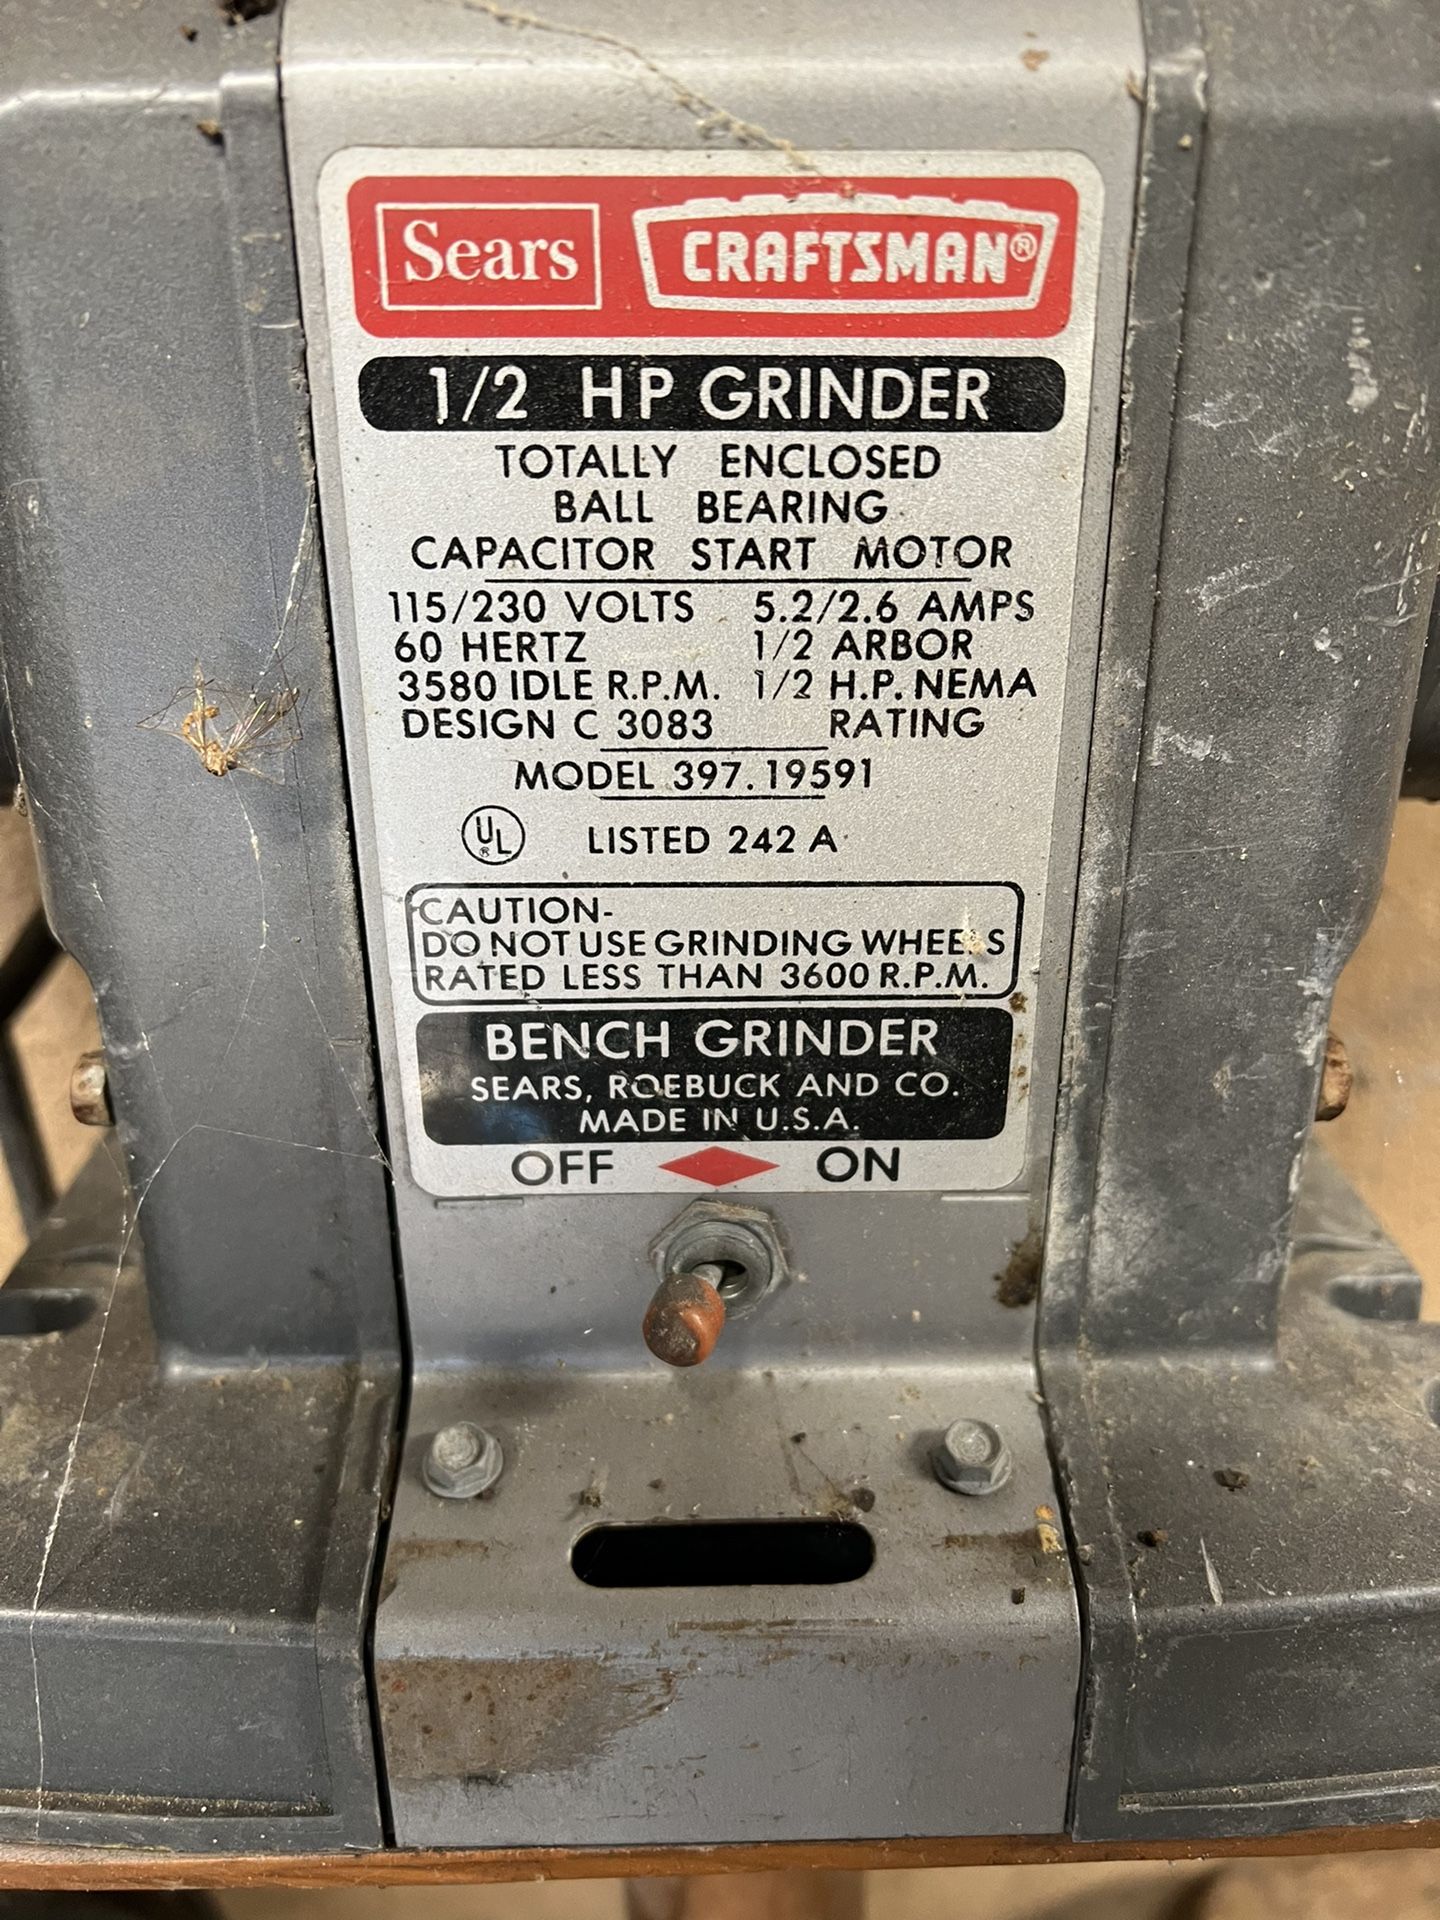 Sears CRAFTSMAN®
1/2 HP GRINDER
TOTALLY ENCLOSED
BALL BEARING
CAPACITOR START MOTOR
115/230 VOLTS 5.2/2.6 AMPS
60 HERTZ 1/2 ARBOR
3580 IDLE R.P.M. 1/2 H.P. NEMA
DESIGN C 3083 RATING
MODEL 397.19591
UL® LISTED 242 A
CAUTION-
DO NOT USE GRINDING WHEELS
RATED LESS THAN 3600 R.P.M.
BENCH GRINDER
SEARS, ROEBUCK AND CO.
MADE IN U.S.A.
OFF ON